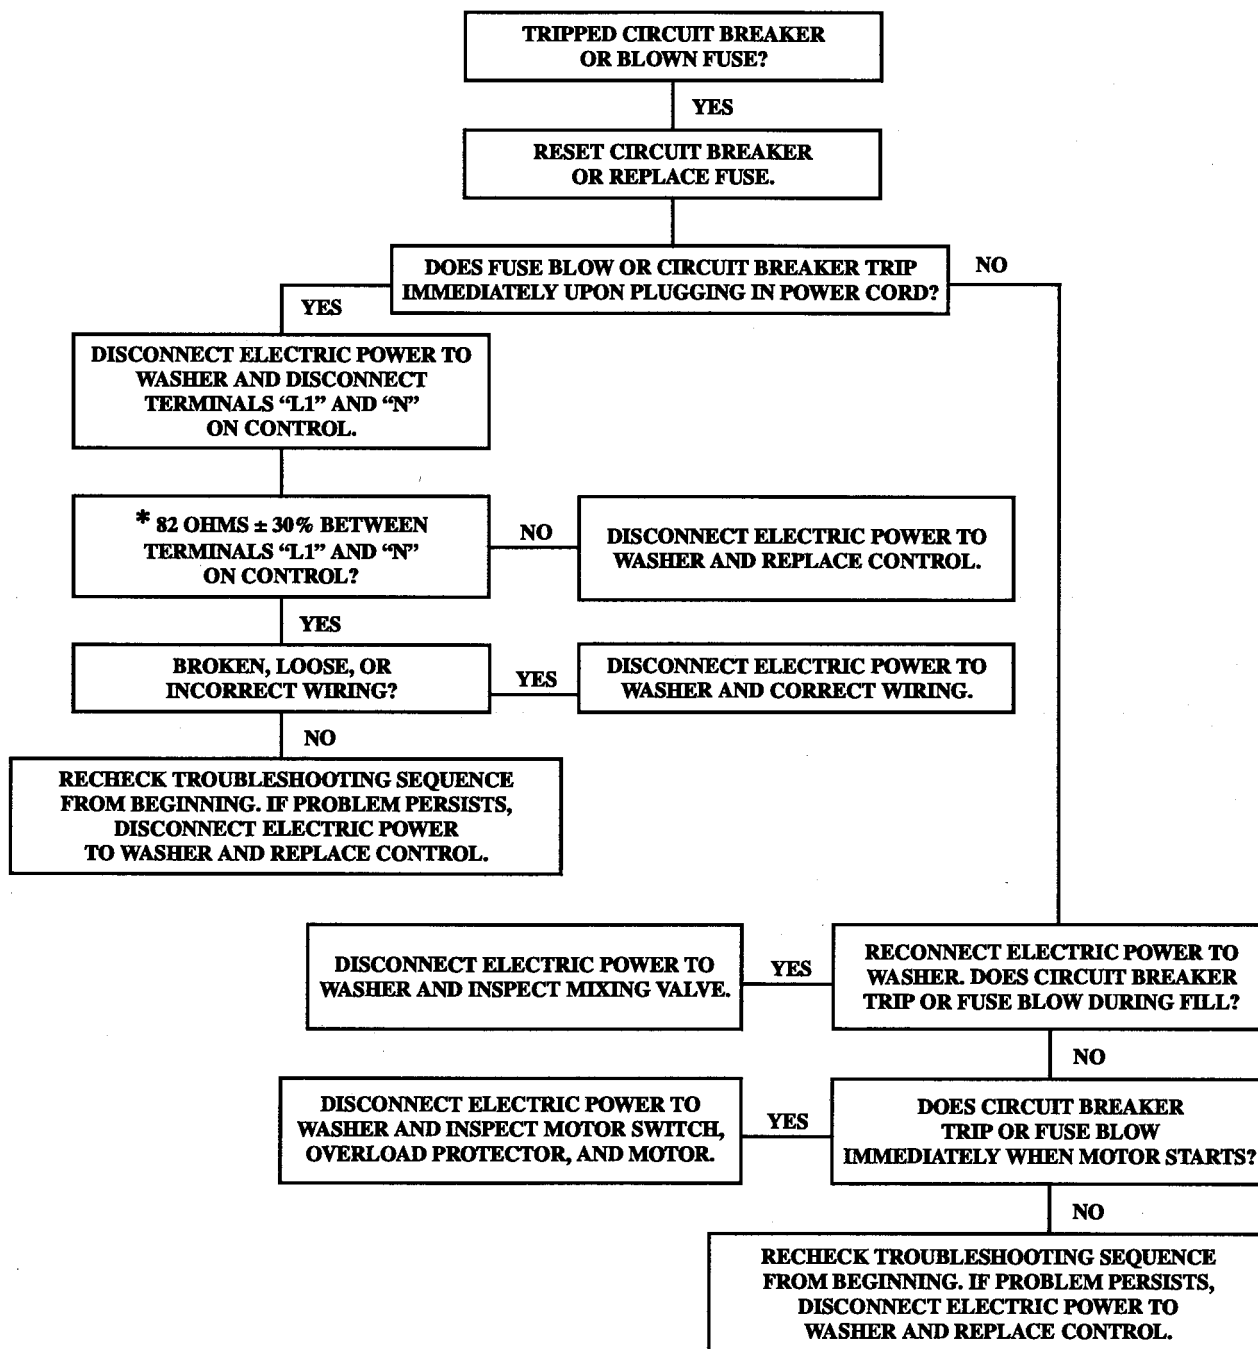 TRIPPED CIRCUIT BREAKER
OR BLOWN FUSE?
YES
RESET CIRCUIT BREAKER
OR REPLACE FUSE.
DOES FUSE BLOW OR CIRCUIT BREAKER TRIP
IMMEDIATELY UPON PLUGGING IN POWER CORD?
NO
YES
DISCONNECT ELECTRIC POWER TO
WASHER AND DISCONNECT
TERMINALS “L1” AND “N”
ON CONTROL.
* 82 OHMS ± 30% BETWEEN
TERMINALS “L1” AND “N”
ON CONTROL?
NO
DISCONNECT ELECTRIC POWER TO
WASHER AND REPLACE CONTROL.
YES
BROKEN, LOOSE, OR
INCORRECT WIRING?
YES
DISCONNECT ELECTRIC POWER TO
WASHER AND CORRECT WIRING.
NO
RECHECK TROUBLESHOOTING SEQUENCE
FROM BEGINNING. IF PROBLEM PERSISTS,
DISCONNECT ELECTRIC POWER
TO WASHER AND REPLACE CONTROL.
RECONNECT ELECTRIC POWER TO
WASHER. DOES CIRCUIT BREAKER
TRIP OR FUSE BLOW DURING FILL?
YES
DISCONNECT ELECTRIC POWER TO
WASHER AND INSPECT MIXING VALVE.
NO
DOES CIRCUIT BREAKER
TRIP OR FUSE BLOW
IMMEDIATELY WHEN MOTOR STARTS?
YES
DISCONNECT ELECTRIC POWER TO
WASHER AND INSPECT MOTOR SWITCH,
OVERLOAD PROTECTOR, AND MOTOR.
NO
RECHECK TROUBLESHOOTING SEQUENCE
FROM BEGINNING. IF PROBLEM PERSISTS,
DISCONNECT ELECTRIC POWER TO
WASHER AND REPLACE CONTROL.